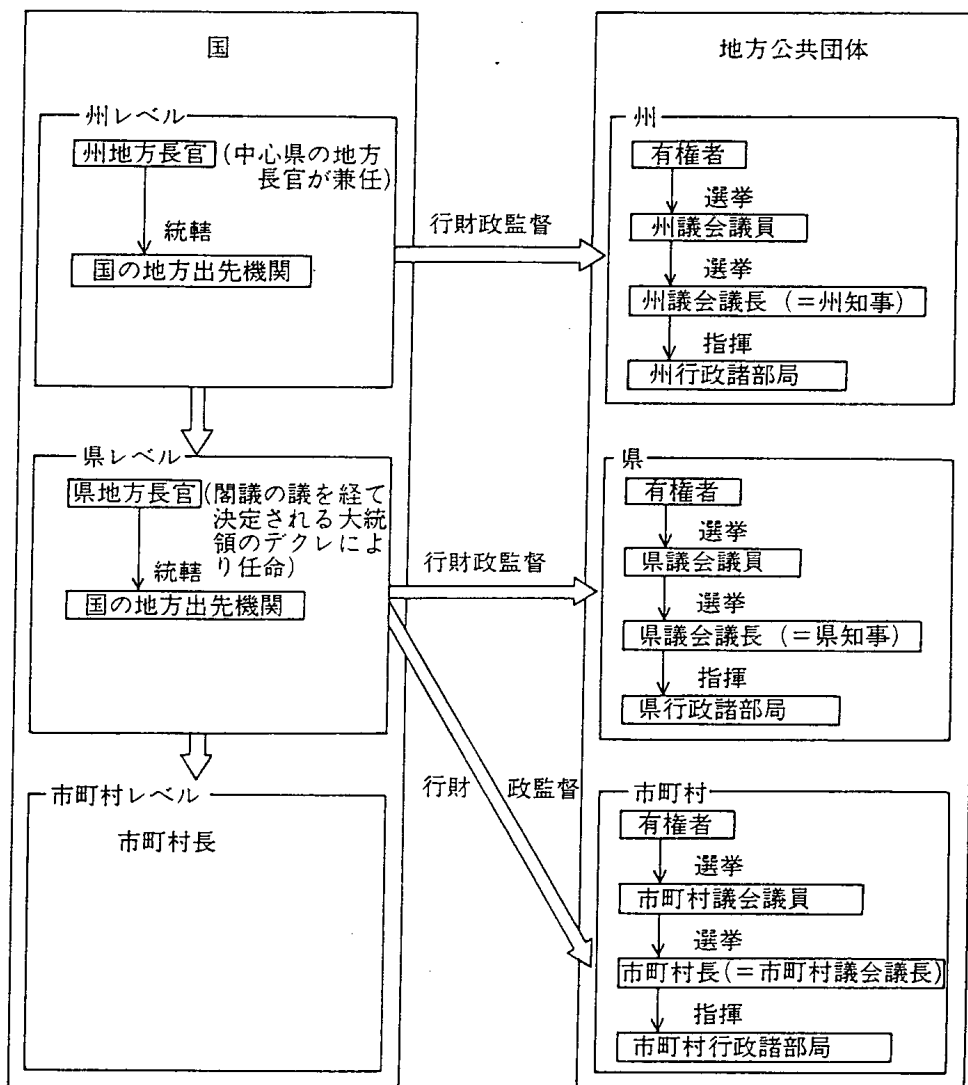 国
州レベル
州地方長官(中心県の地方
長官が兼任)
統轄
国の地方出先機関
県レベル
県地方長官(閣議の議を経て
決定される大統
領のデクレによ
り任命)
統轄
国の地方出先機関
市町村レベル
市町村長
行財政監督
行財政監督
行財 政監督
地方公共団体
州
有権者
選挙
州議会議員
選挙
州議会議長(=州知事)
指揮
州行政諸部局
県
有権者
選挙
県議会議員
選挙
県議会議長(=県知事)
指揮
県行政諸部局
市町村
有権者
選挙
市町村議会議員
選挙
市町村長(=市町村議会議長)
指揮
市町村行政諸部局